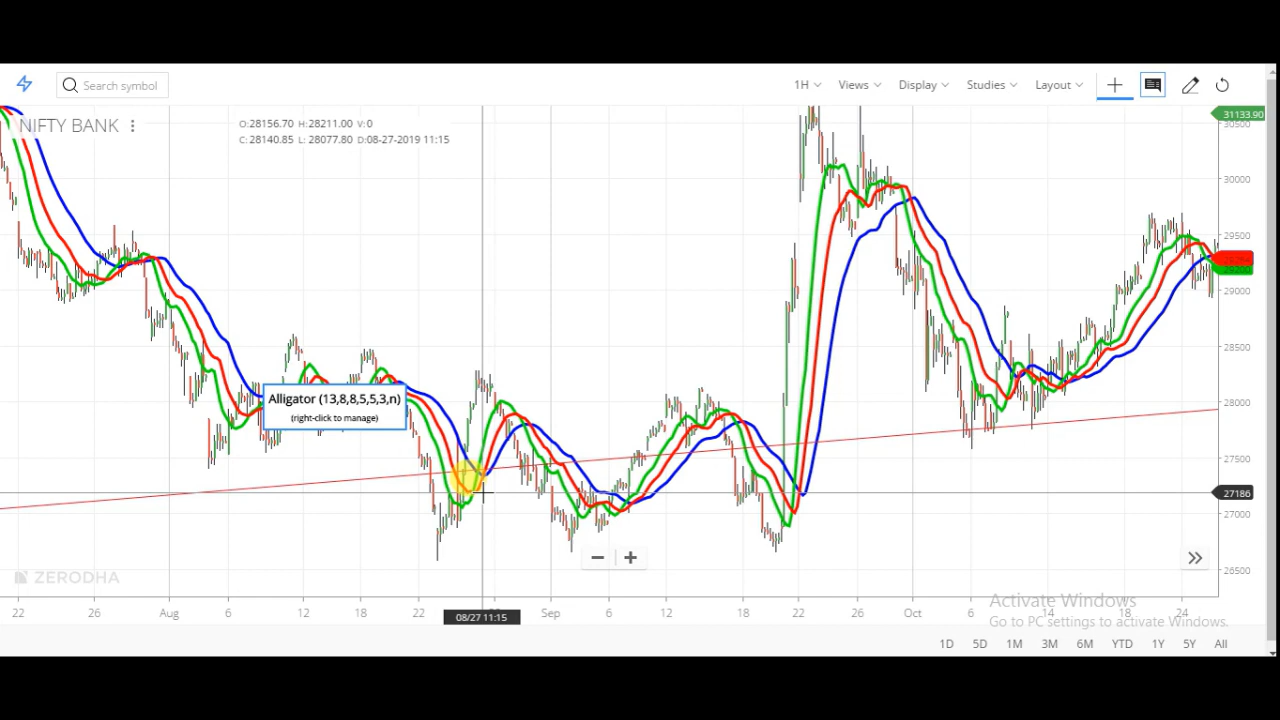 Search symbol
1H Views Display Studies Layout
NIFTY BANK
O:28156.70 H:28211.00 V:0
C:28140.85 L: 28077.80 D:08-27-2019 11:15
31133.90
30500
30000
29500
29200
29000
28500
Alligator (13,8,8,5,5,3,n)
(right-click to manage)
28000
27500
27186
27000
26500
ZERODHA
22 26 Aug 6 12 18 22 08/27 11:15 Sep 6 12 18 22 26 Oct 6 14 18 24
Activate Windows
Go to PC settings to activate Windows.
1D 5D 1M 3M 6M YTD 1Y 5Y All